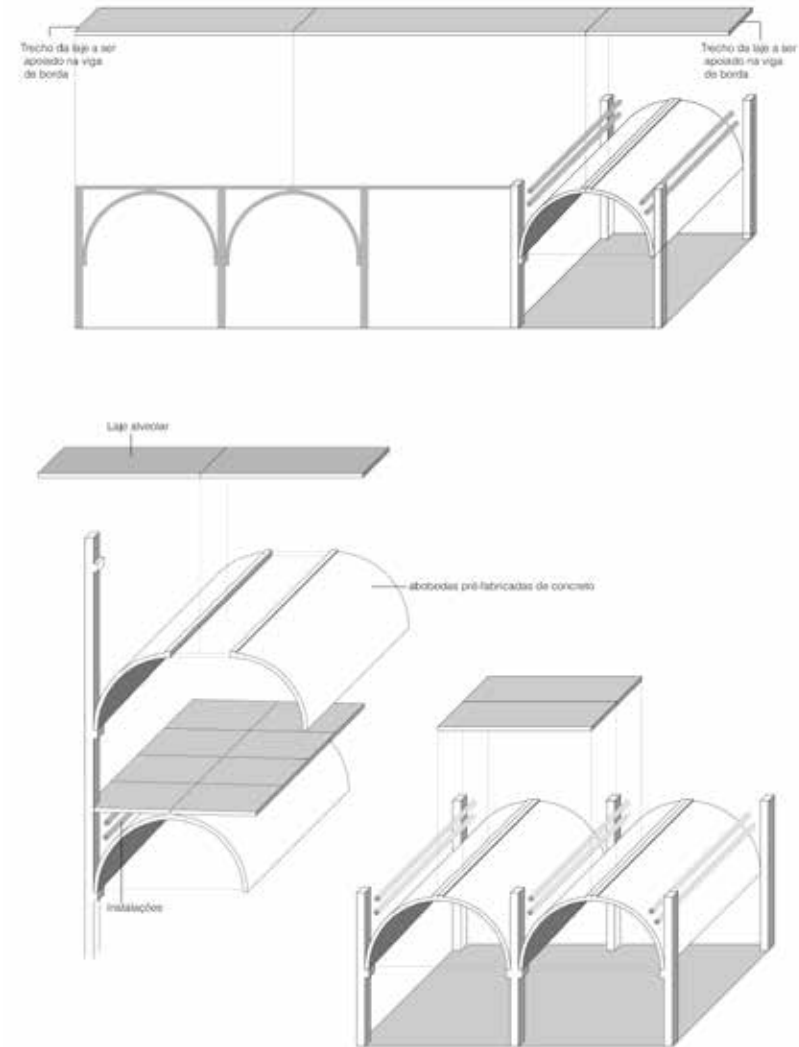 Trecho da laje a ser
apoiado na viga
de borda
Trecho da laje a ser
apoiado na viga
de borda
Laje alveolar
abobadas pré-fabricadas de concreto
Instalações